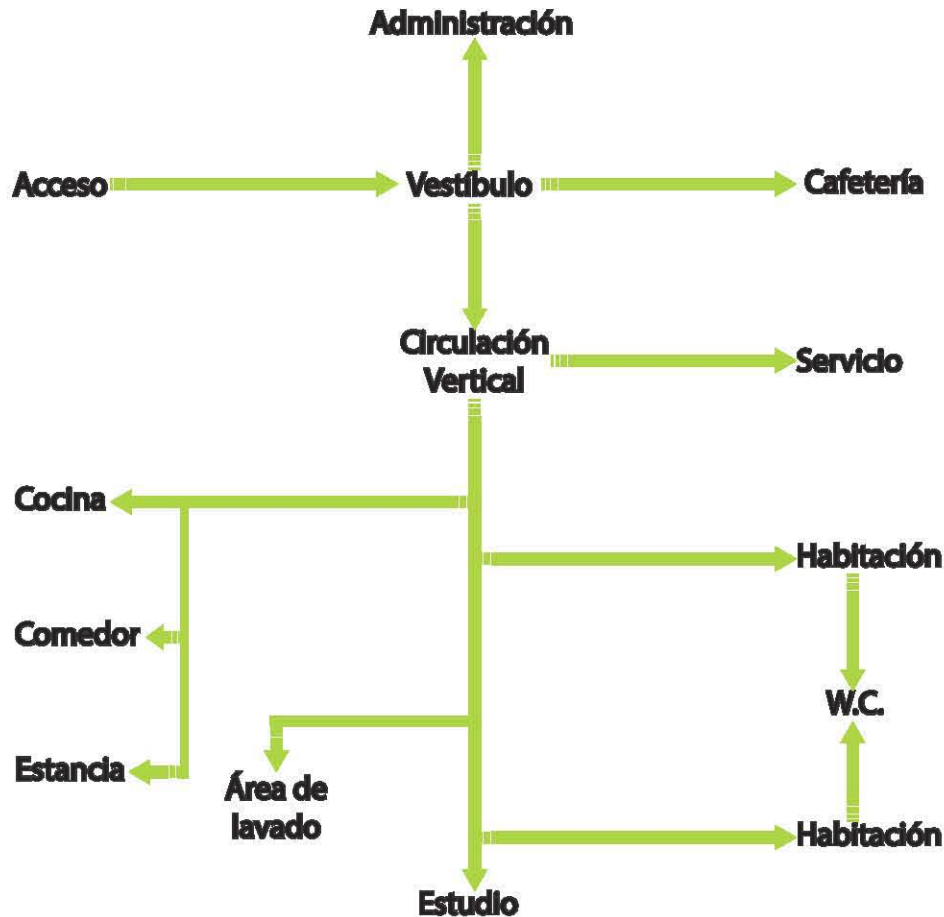 Administración
Acceso
Vestíbulo
Cafetería
Circulación
Vertical
Servicio
Cocina
Habitación
Comedor
W.C.
Estancia
Área de
lavado
Habitación
Estudio